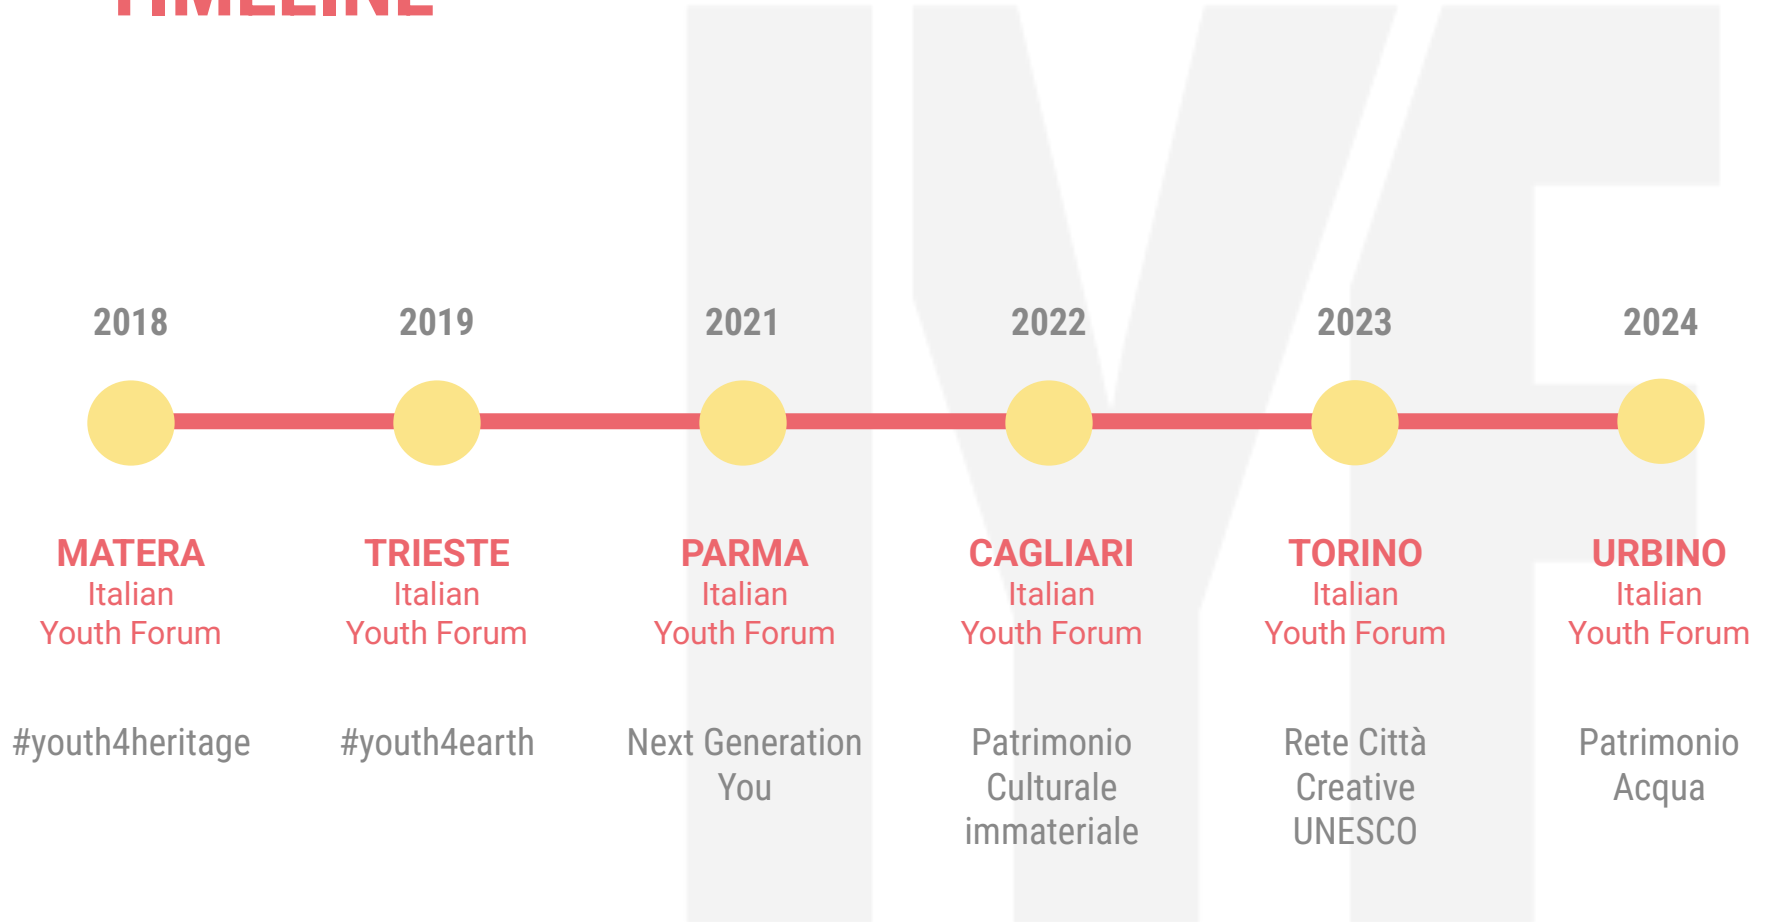 TIMELINE
2018 2019 2021 2022 2023 2024
MATERA TRIESTE PARMA CAGLIARI TORINO URBINO
Italian Italian Italian Italian Italian Italian
Youth Forum Youth Forum Youth Forum Youth Forum Youth Forum Youth Forum
#youth4heritage #youth4earth Next Generation Patrimonio Rete Città Patrimonio
You Culturale Creative Acqua
immateriale UNESCO
IYF